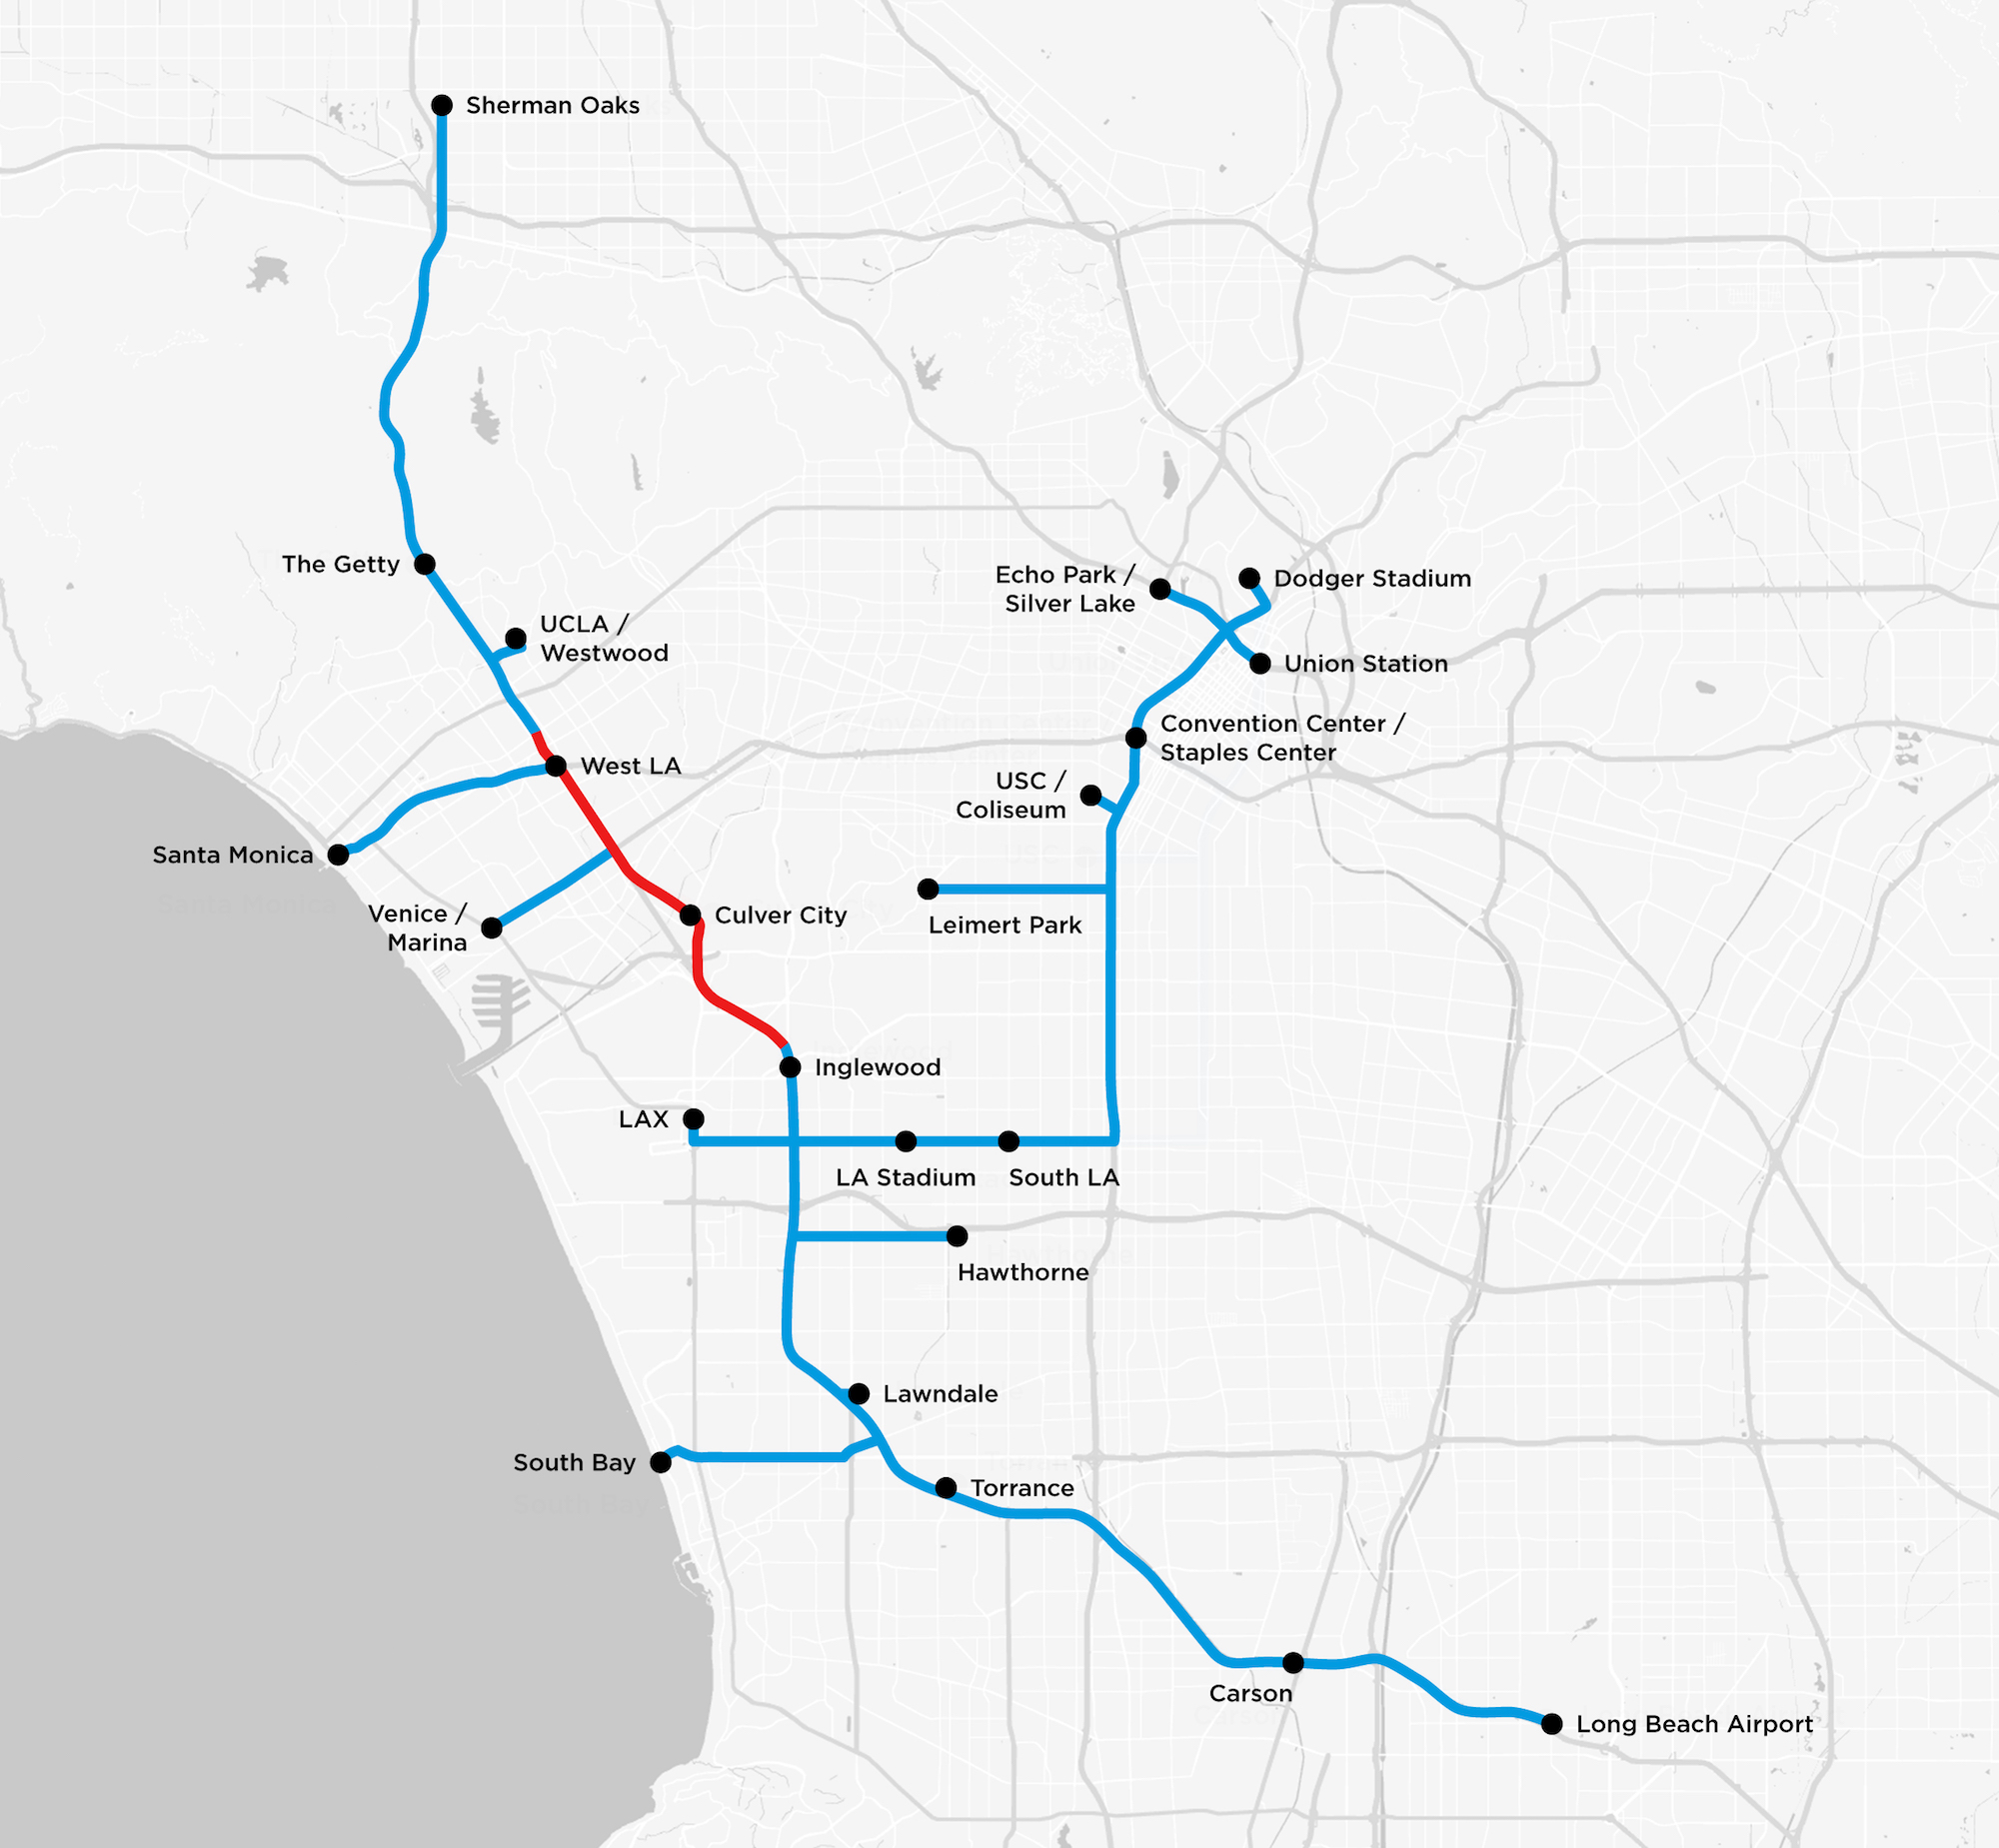 Sherman Oaks
The Getty
UCLA /
Westwood
Echo Park /
Silver Lake
Dodger Stadium
Union Station
Convention Center /
Staples Center
West LA
USC /
Coliseum
Santa Monica
Venice /
Marina
Culver City
Leimert Park
Inglewood
LAX
LA Stadium
South LA
Hawthorne
Lawndale
South Bay
Torrance
Carson
Long Beach Airport